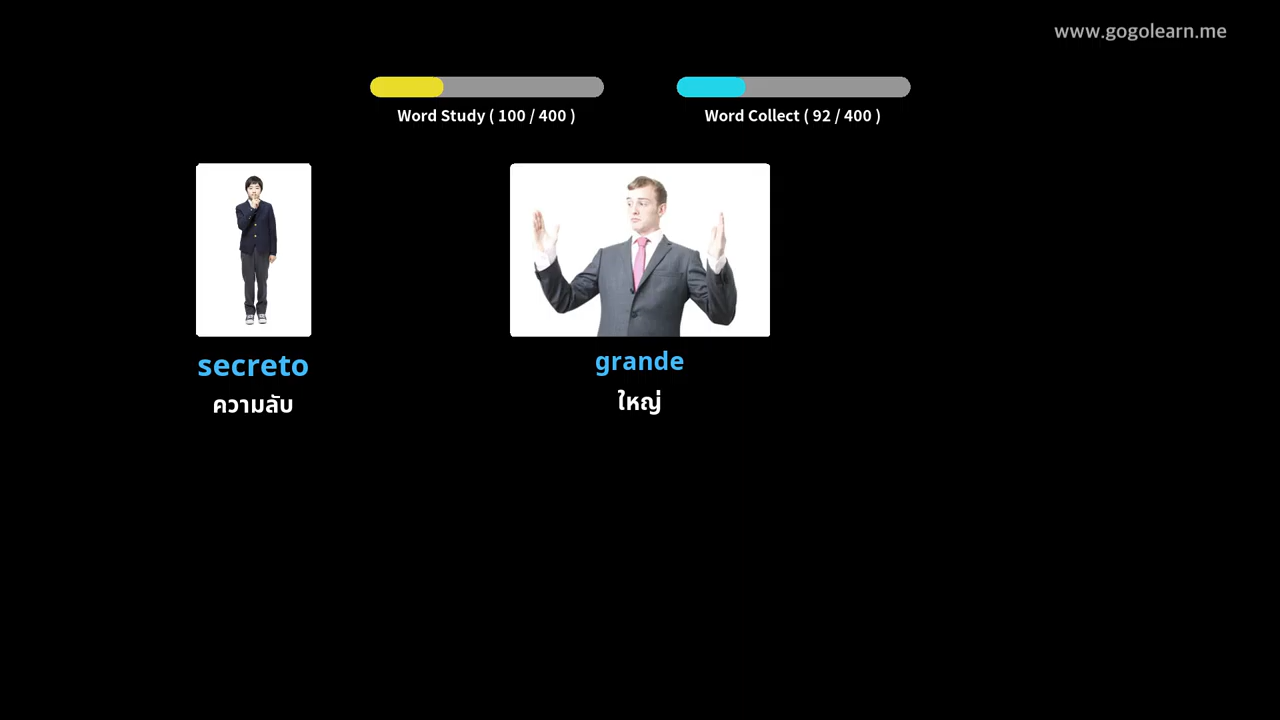 www.gogolearn.me
Word Study ( 100 / 400 )
Word Collect ( 92 / 400 )
secreto
ความลับ
grande
ใหญ่